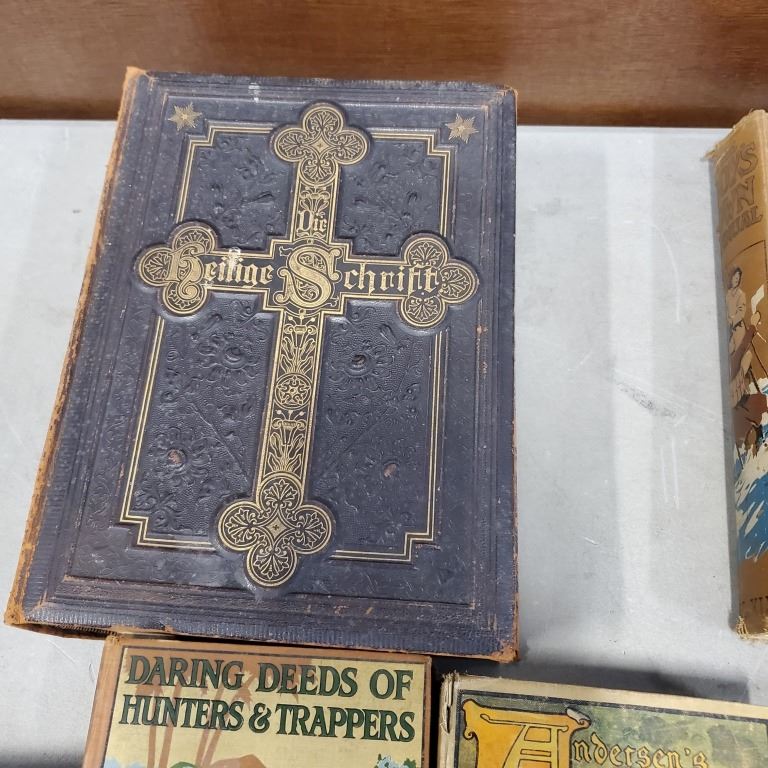 Die
Heilige Schrift
DARING DEEDS OF
HUNTERS & TRAPPERS
Andersen's